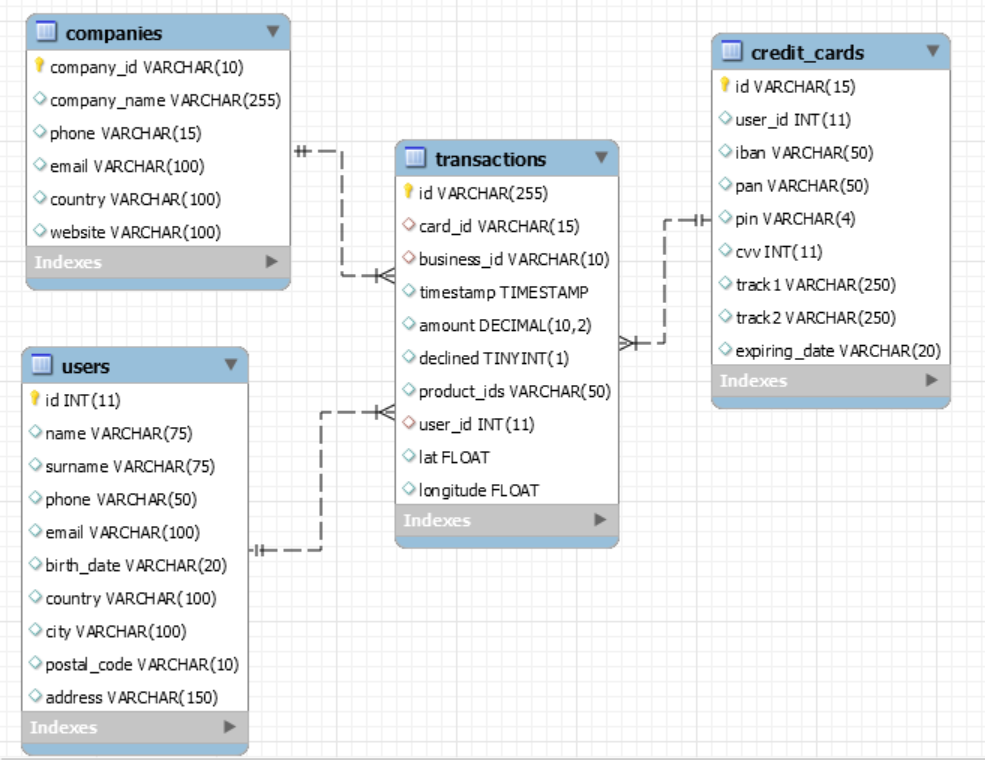 companies
company_id VARCHAR(10)
company_name VARCHAR(255)
phone VARCHAR(15)
email VARCHAR(100)
country VARCHAR(100)
website VARCHAR(100)
Indexes
users
id INT(11)
name VARCHAR(75)
surname VARCHAR(75)
phone VARCHAR(50)
email VARCHAR(100)
birth_date VARCHAR(20)
country VARCHAR(100)
city VARCHAR(100)
postal_code VARCHAR(10)
address VARCHAR(150)
Indexes
transactions
id VARCHAR(255)
card_id VARCHAR(15)
business_id VARCHAR(10)
timestamp TIMESTAMP
amount DECIMAL(10,2)
declined TINYINT(1)
product_ids VARCHAR(50)
user_id INT(11)
lat FLOAT
longitude FLOAT
Indexes
credit_cards
id VARCHAR(15)
user_id INT(11)
iban VARCHAR(50)
pan VARCHAR(50)
pin VARCHAR(4)
cvv INT(11)
track1 VARCHAR(250)
track2 VARCHAR(250)
expiring_date VARCHAR(20)
Indexes